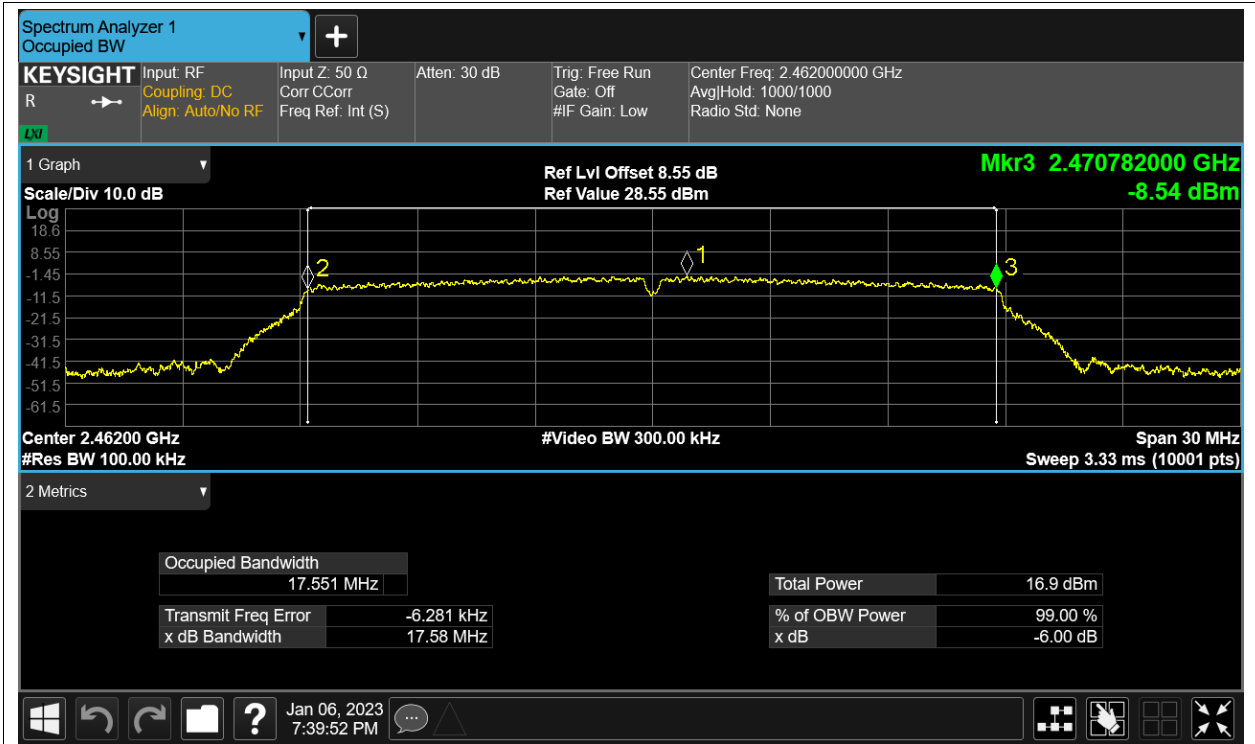 Spectrum Analyzer 1
Occupied BW
+
KEYSIGHT
R
LXI
Input: RF
Coupling: DC
Align: Auto/No RF
Input Z: 50 Ω
Corr CCorr
Freq Ref: Int (S)
Atten: 30 dB
Trig: Free Run
Gate: Off
#IF Gain: Low
Center Freq: 2.462000000 GHz
Avg|Hold: 1000/1000
Radio Std: None
1 Graph
Scale/Div 10.0 dB
Ref Lvl Offset 8.55 dB
Ref Value 28.55 dBm
Mkr3 2.470782000 GHz
-8.54 dBm
Log
18.6
8.55
-1.45
-11.5
-21.5
-31.5
-41.5
-51.5
-61.5
2
1
3
Center 2.46200 GHz
#Res BW 100.00 kHz
#Video BW 300.00 kHz
Span 30 MHz
Sweep 3.33 ms (10001 pts)
2 Metrics
Occupied Bandwidth
17.551 MHz
Transmit Freq Error -6.281 kHz
x dB Bandwidth 17.58 MHz
Total Power 16.9 dBm
% of OBW Power 99.00 %
x dB -6.00 dB
?
Jan 06, 2023
7:39:52 PM